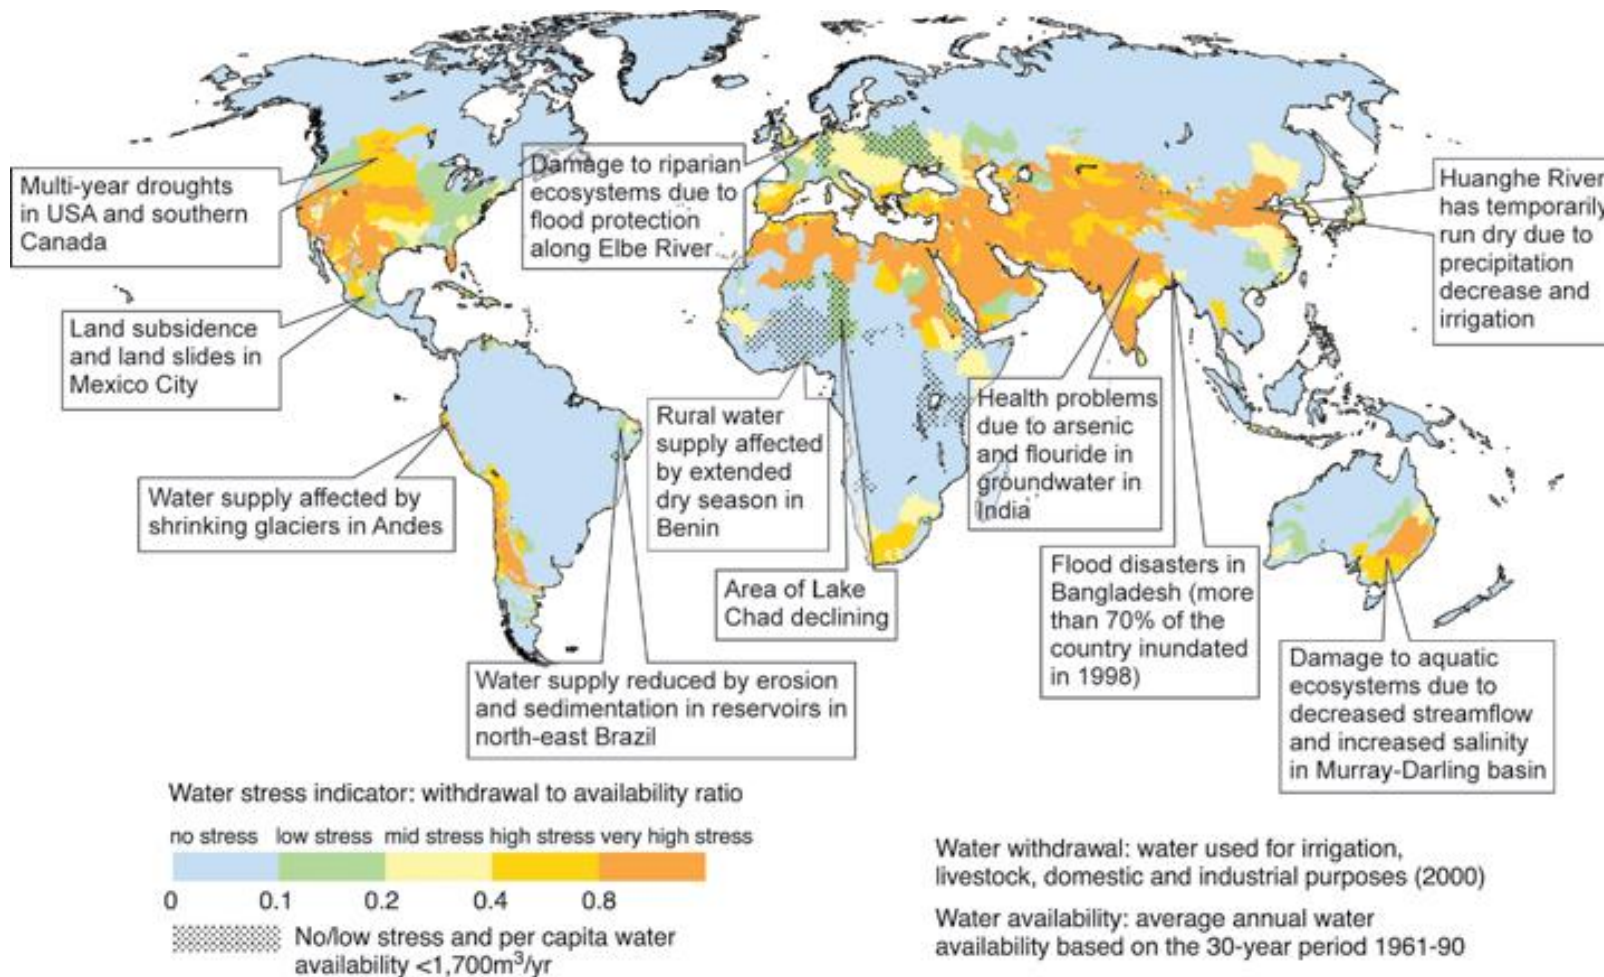 Multi-year droughts
in USA and southern
Canada
Land subsidence
and land slides in
Mexico City
Water supply affected by
shrinking glaciers in Andes
Damage to riparian
ecosystems due to
flood protection
along Elbe River
Rural water
supply affected
by extended
dry season in
Benin
Area of Lake
Chad declining
Water supply reduced by erosion
and sedimentation in reservoirs in
north-east Brazil
Health problems
due to arsenic
and flouride in
groundwater in
India
Flood disasters in
Bangladesh (more
than 70% of the
country inundated
in 1998)
Huanghe River
has temporarily
run dry due to
precipitation
decrease and
irrigation
Damage to aquatic
ecosystems due to
decreased streamflow
and increased salinity
in Murray-Darling basin
Water stress indicator: withdrawal to availability ratio
no stress low stress mid stress high stress very high stress
0 0.1 0.2 0.4 0.8
No/low stress and per capita water
availability <1,700m³/yr
Water withdrawal: water used for irrigation,
livestock, domestic and industrial purposes (2000)
Water availability: average annual water
availability based on the 30-year period 1961-90